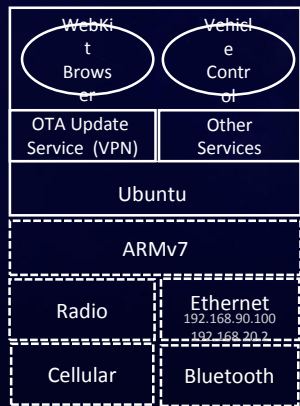 WebKi
t
Brows
er
Vehicl
e
Contr
ol
OTA Update
Service (VPN)
Other
Services
Ubuntu
ARMv7
Radio
Ethernet
192.168.90.100
192.168.20.2
Cellular
Bluetooth